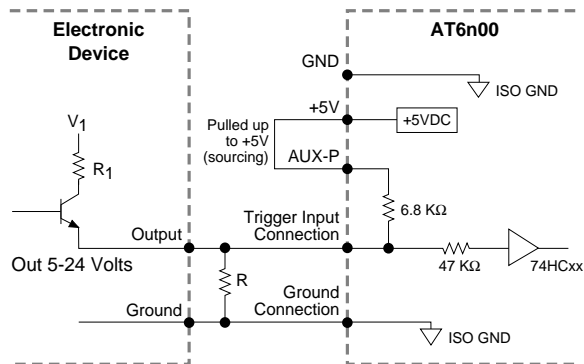 Electronic
Device
AT6n00
GND
ISO GND
+5V
+5VDC
V1
Pulled up
to +5V
(sourcing)
AUX-P
R1
6.8 KΩ
Output
Trigger Input
Connection
Out 5-24 Volts
R
47 KΩ
74HCxx
Ground
Ground
Connection
ISO GND